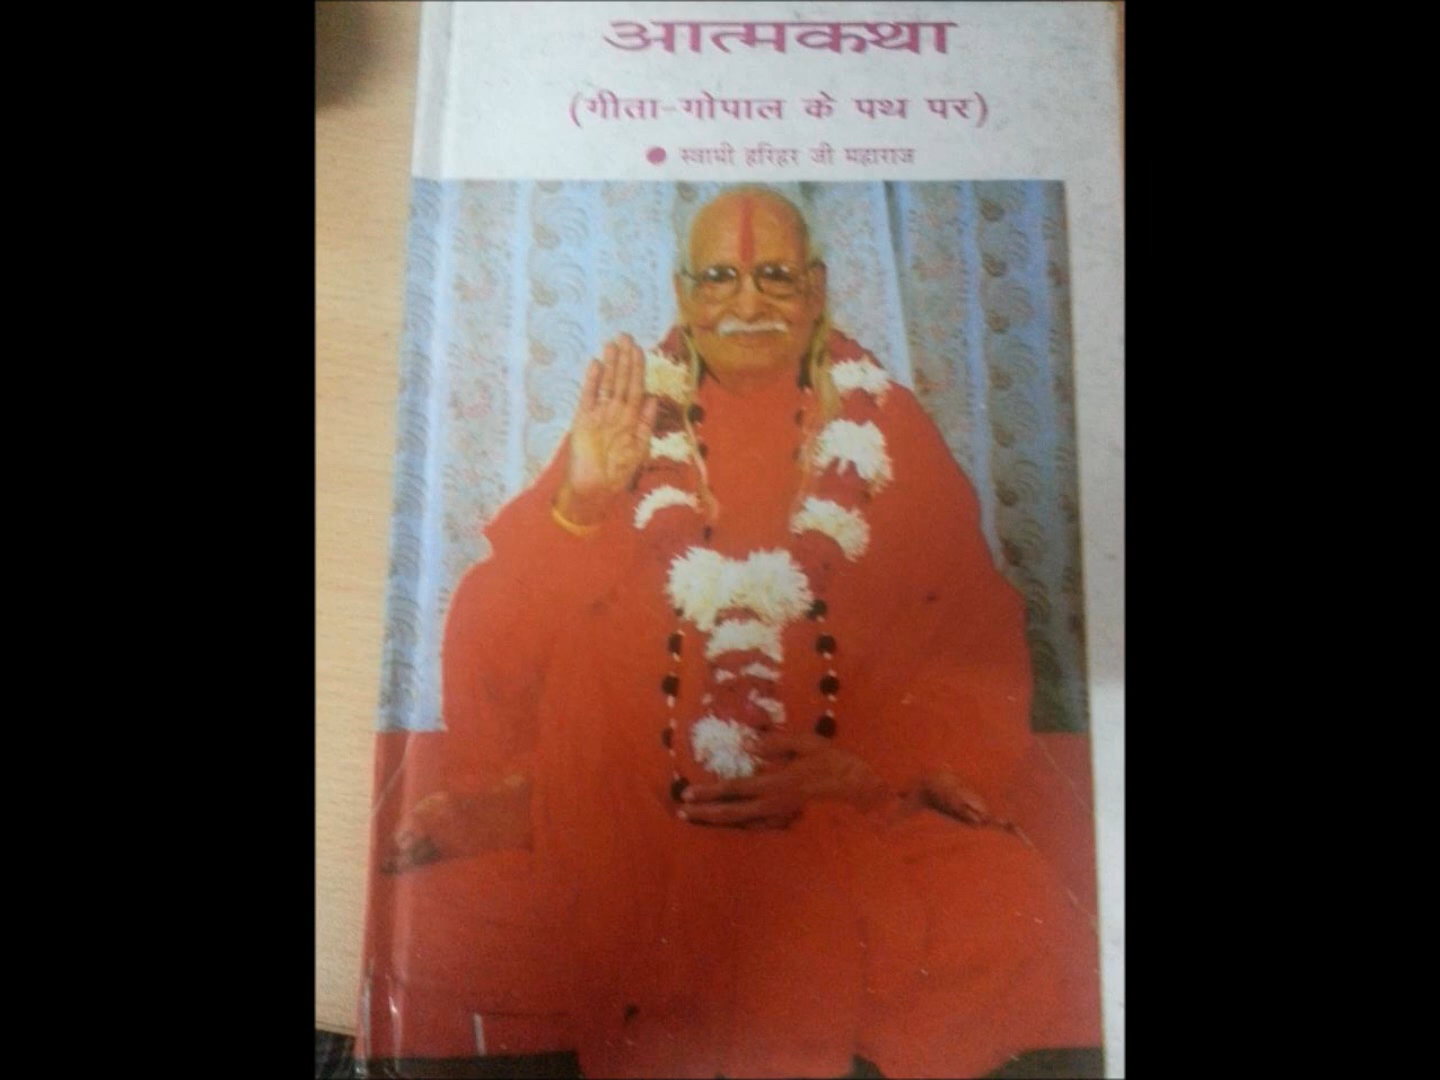 आत्मकथा
(गीता-गोपाल के पथ पर)
● स्वामी हरिहर जी महाराज